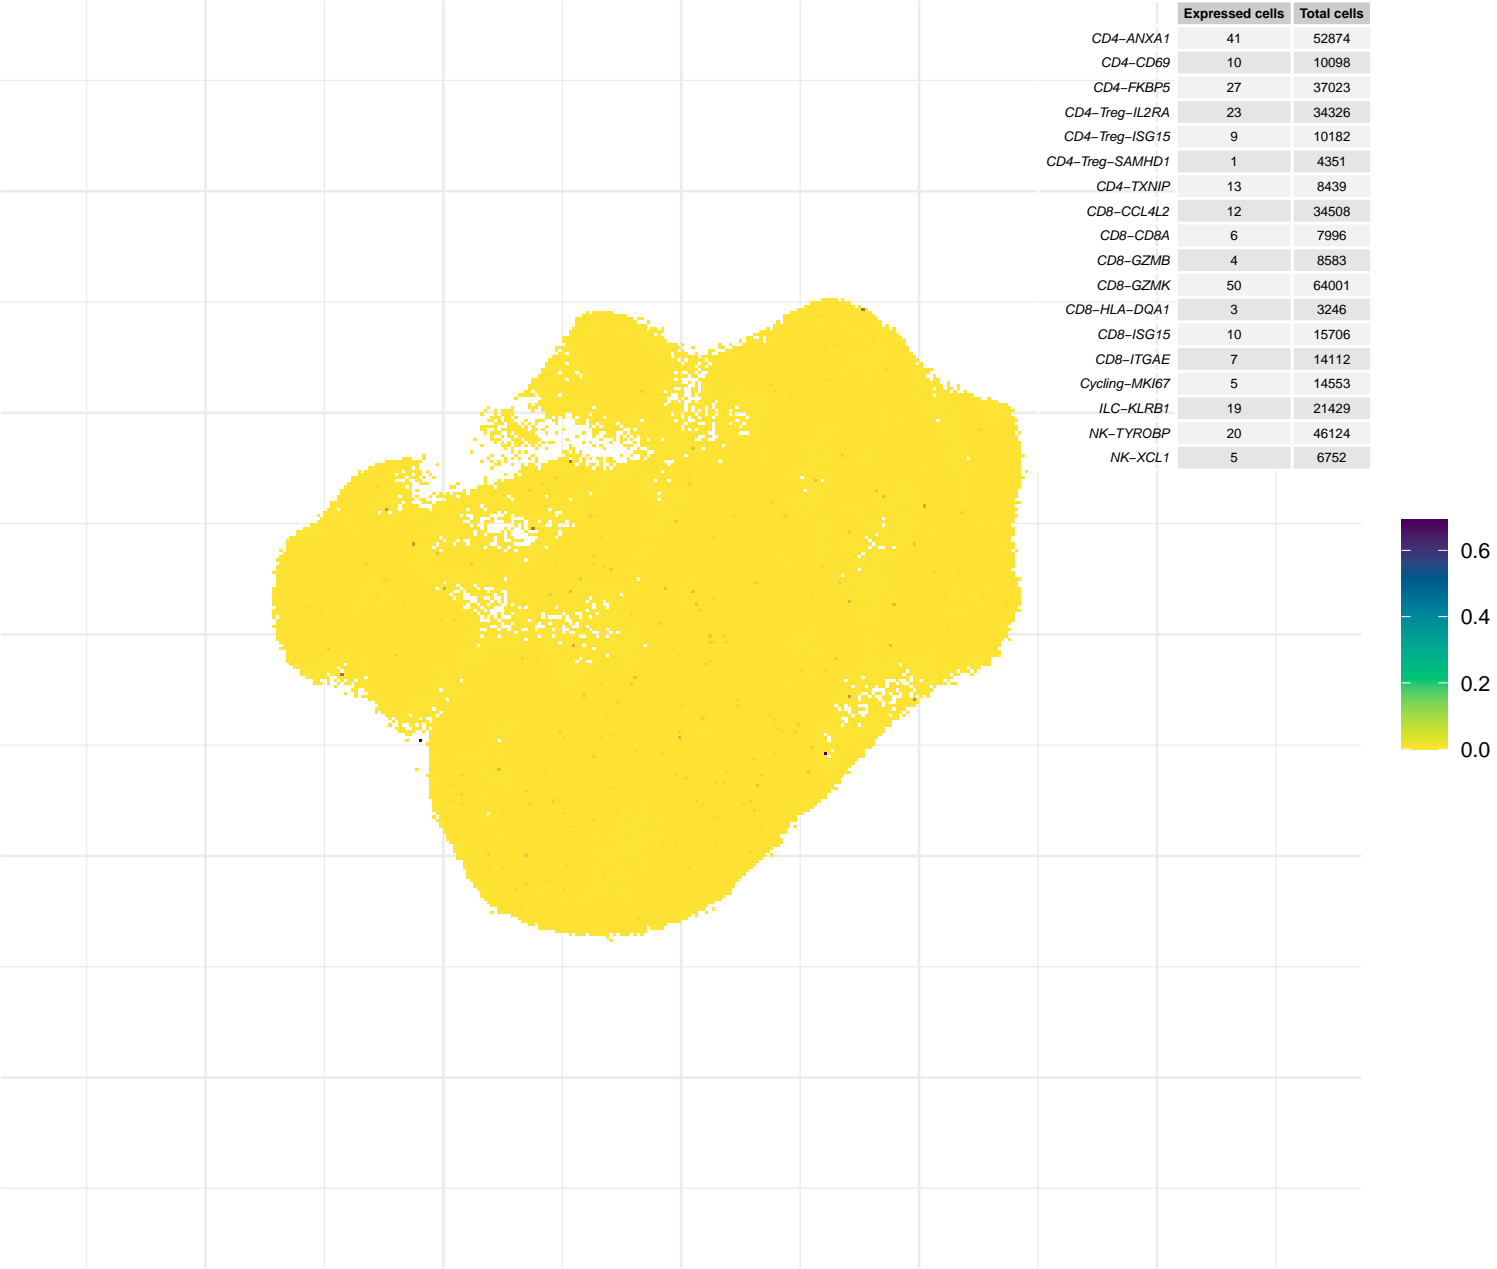 Expressed cells Total cells
CD4−ANXA1 41 52874
CD4−CD69 10 10098
CD4−FKBP5 27 37023
CD4−Treg−IL2RA 23 34326
CD4−Treg−ISG15 9 10182
CD4−Treg−SAMHD1 1 4351
CD4−TXNIP 13 8439
CD8−CCL4L2 12 34508
CD8−CD8A 6 7996
CD8−GZMB 4 8583
CD8−GZMK 50 64001
CD8−HLA−DQA1 3 3246
CD8−ISG15 10 15706
CD8−ITGAE 7 14112
Cycling−MKI67 5 14553
ILC−KLRB1 19 21429
NK−TYROBP 20 46124
NK−XCL1 5 6752
0.6
0.4
0.2
0.0